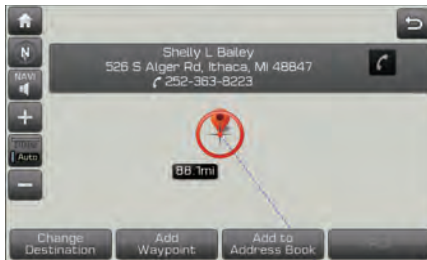 N
Shelly L Bailey
526 S Alger Rd, Ithaca, MI 48847
252-363-8223
NAVI
Auto
88.1mi
Change
Destination
Add
Waypoint
Add to
Address Book